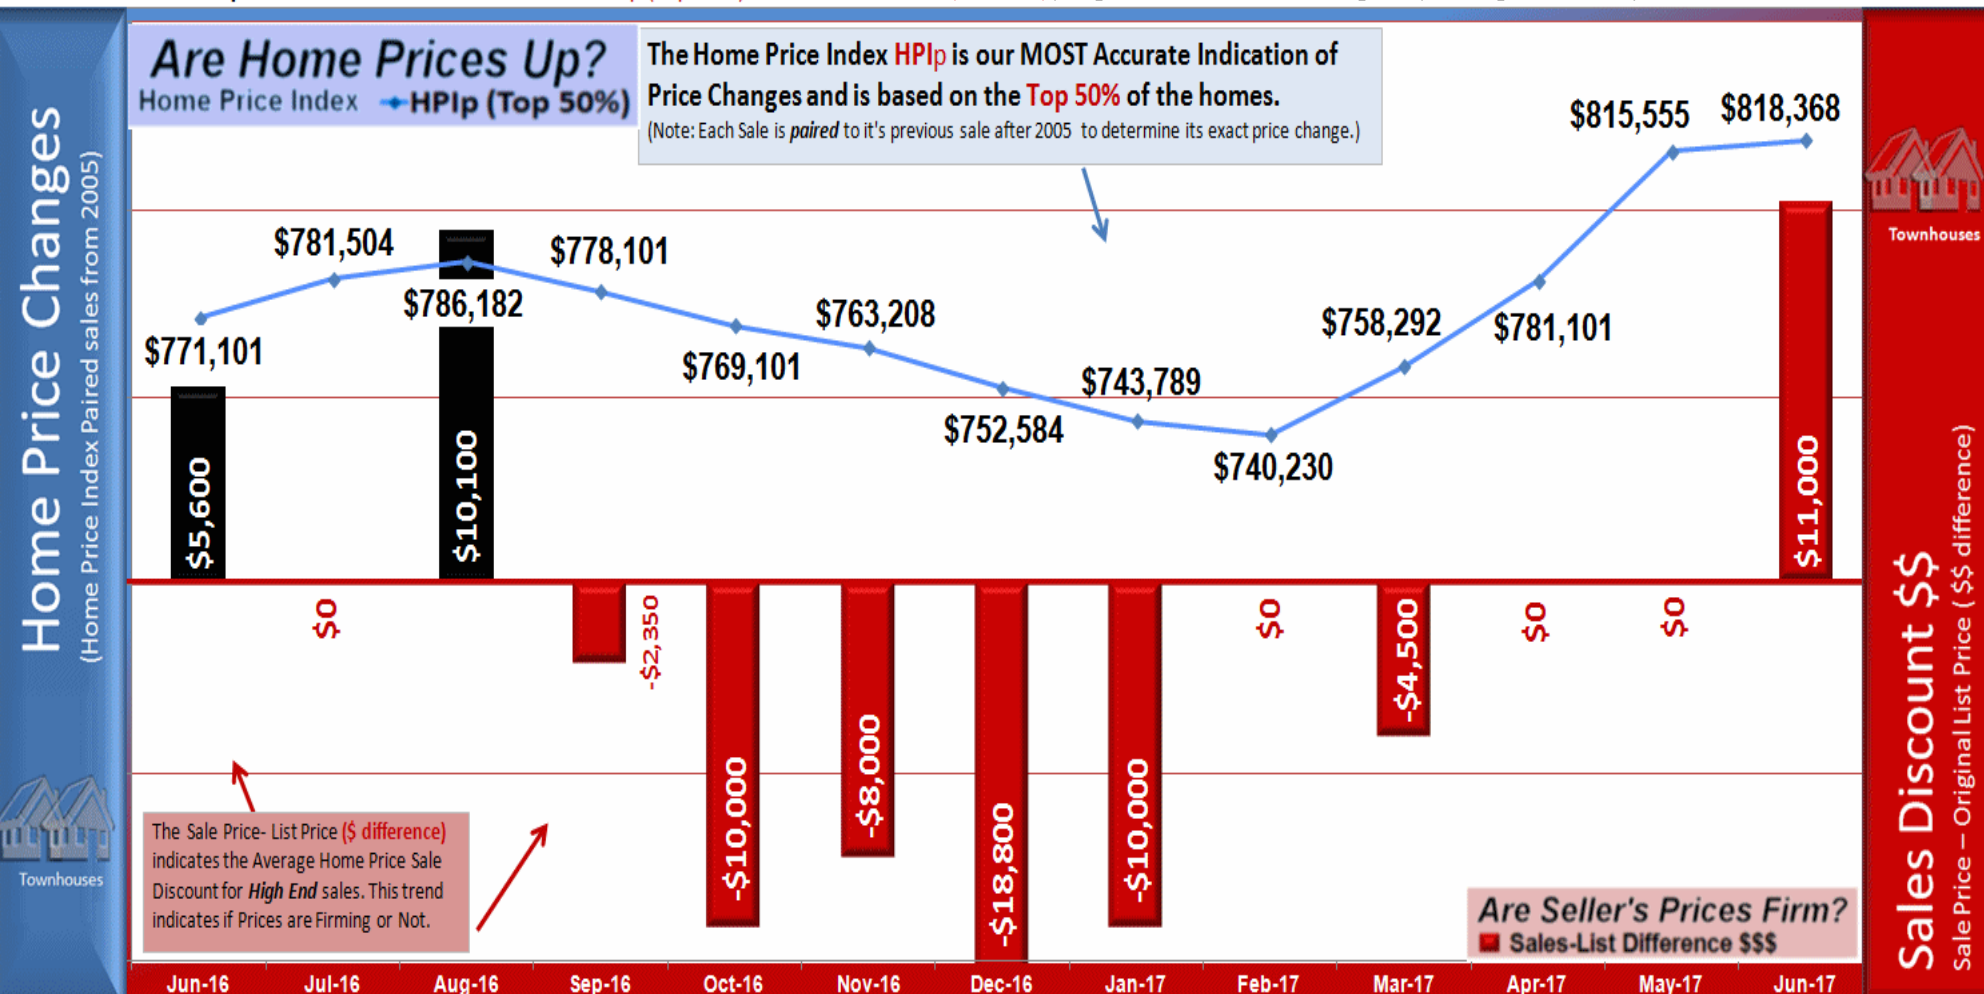 Home Price Changes
(Home Price Index Paired sales from 2005)
Townhouses
Are Home Prices Up?
Home Price Index HPIp (Top 50%)
The Home Price Index HPIp is our MOST Accurate Indication of
Price Changes and is based on the Top 50% of the homes.
(Note: Each Sale is paired to it's previous sale after 2005 to determine its exact price change.)
$771,101
$781,504
$786,182
$778,101
$769,101
$763,208
$752,584
$743,789
$740,230
$758,292
$781,101
$815,555
$818,368
$5,600
$0
$10,100
-$2,350
-$10,000
-$8,000
-$18,800
-$10,000
$0
-$4,500
$0
$0
$11,000
The Sale Price- List Price ($ difference)
indicates the Average Home Price Sale
Discount for High End sales. This trend
indicates if Prices are Firming or Not.
Are Seller's Prices Firm?
Sales-List Difference $$$
Jun-16 Jul-16 Aug-16 Sep-16 Oct-16 Nov-16 Dec-16 Jan-17 Feb-17 Mar-17 Apr-17 May-17 Jun-17
Townhouses
Sales Discount $$
Sale Price – Original List Price ( $$ difference)